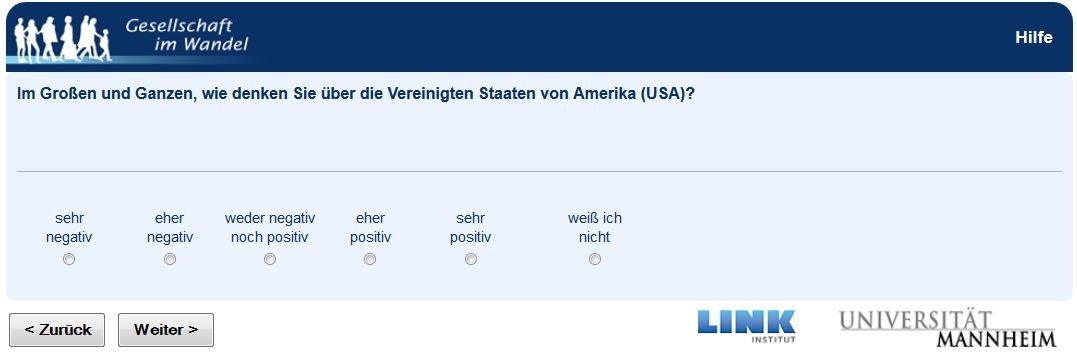 Gesellschaft
im Wandel
Hilfe
Im Großen und Ganzen, wie denken Sie über die Vereinigten Staaten von Amerika (USA)?
sehr
negativ
eher
negativ
weder negativ
noch positiv
eher
positiv
sehr
positiv
weiß ich
nicht
< Zurück
Weiter >
LINK
INSTITUT
UNIVERSITÄT
MANNHEIM